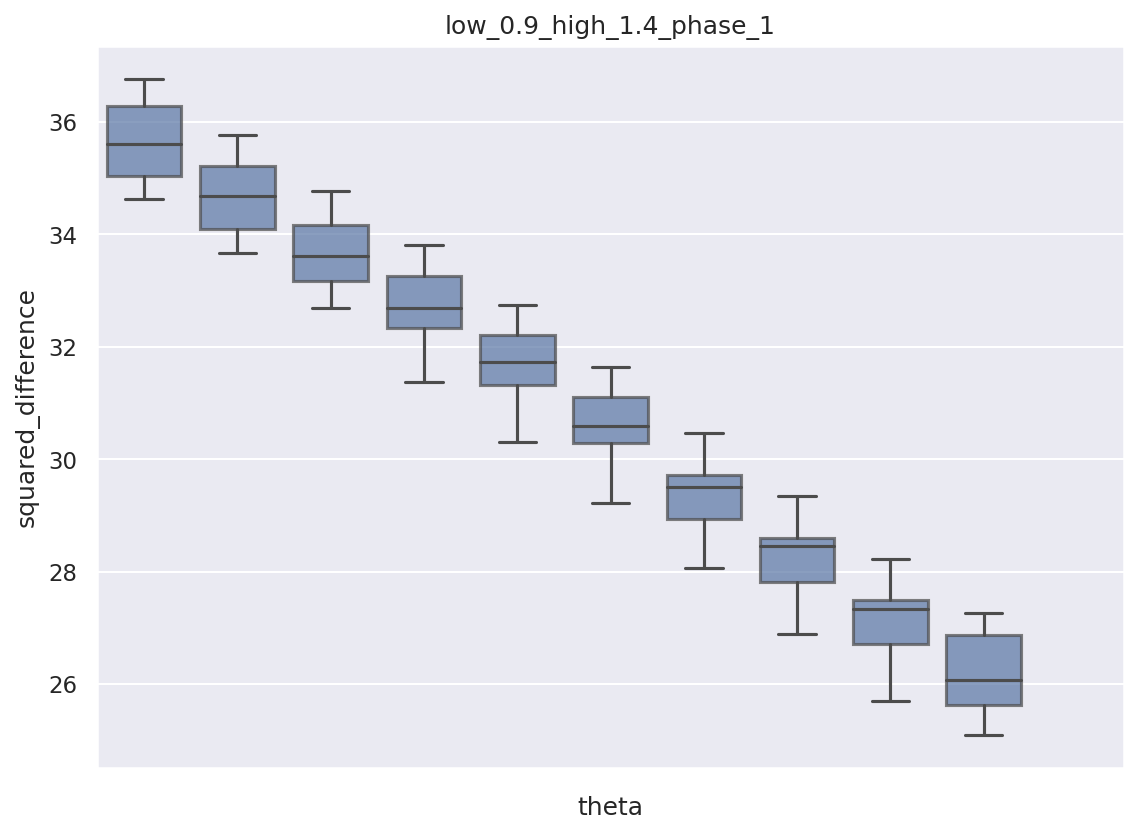 low_0.9_high_1.4_phase_1
squared_difference
36
34
32
30
28
26
theta